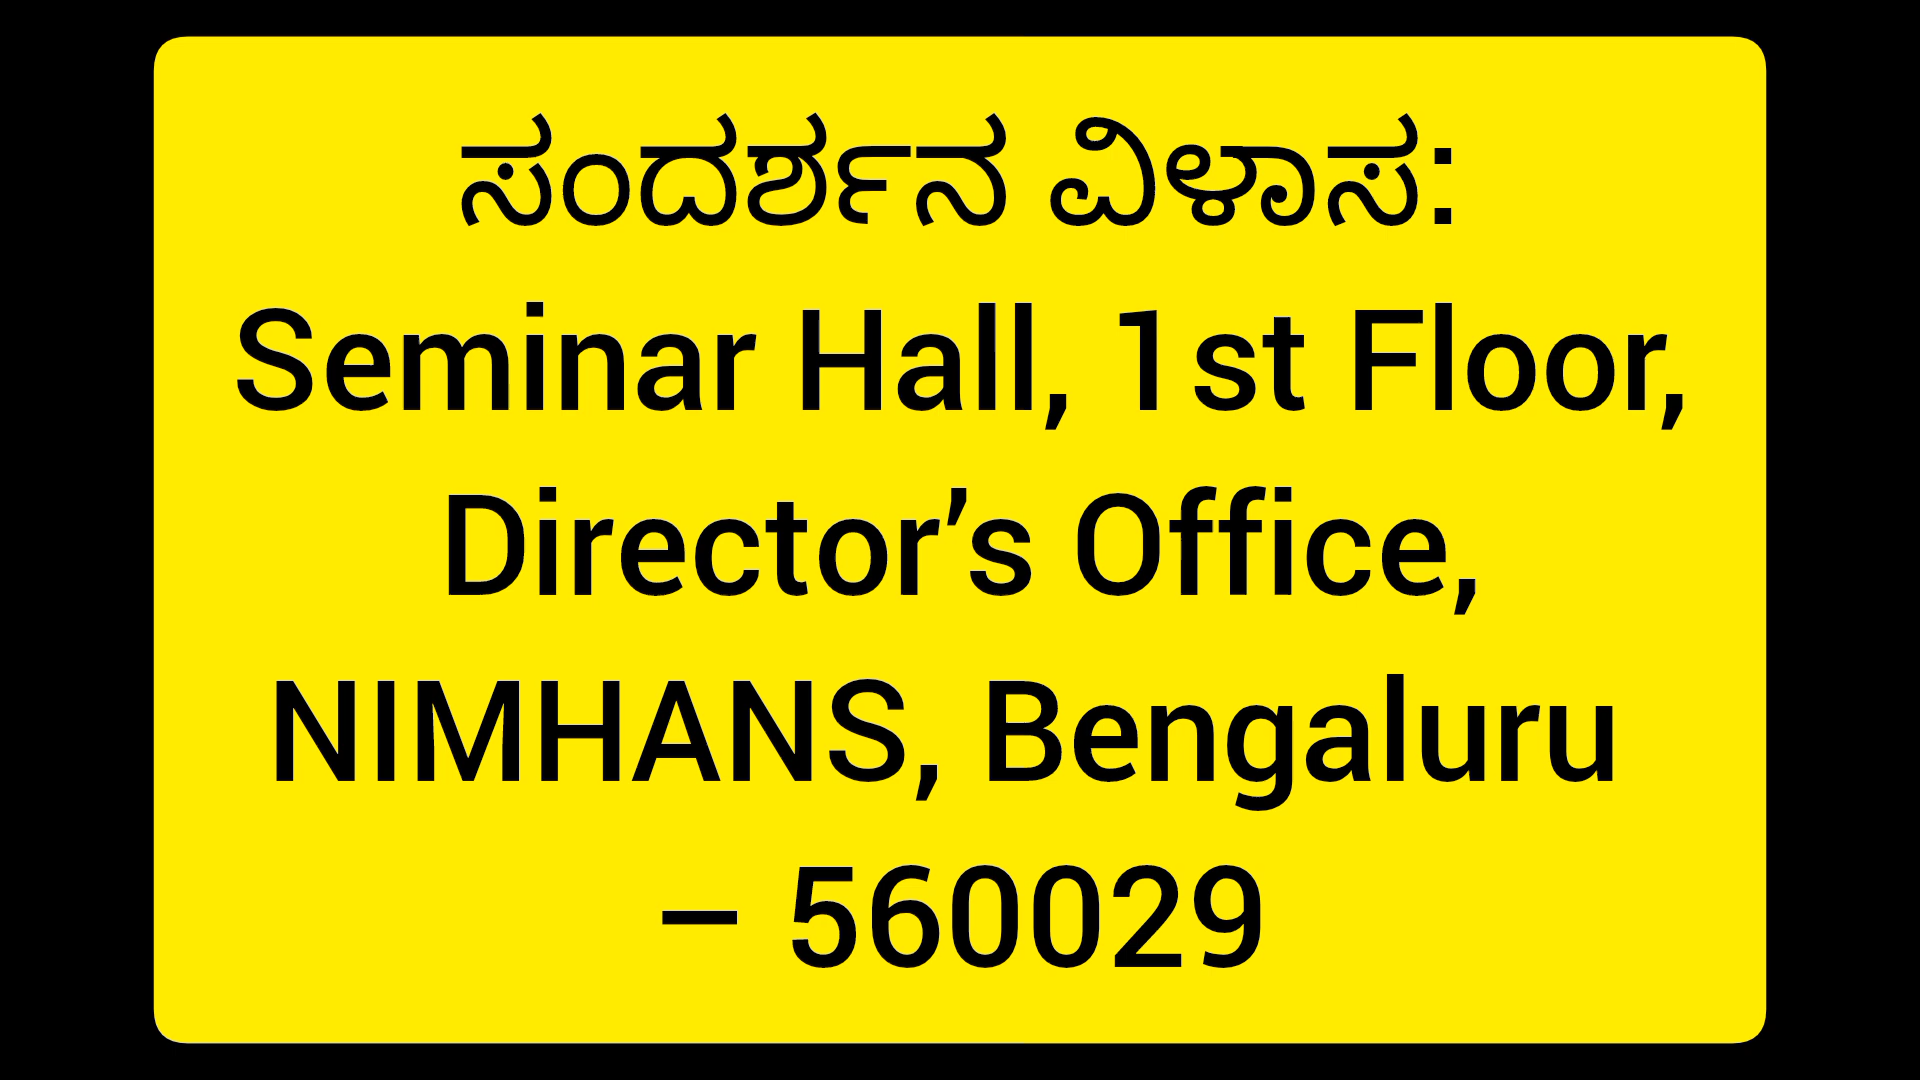 ಸಂದರ್ಶನ ವಿಳಾಸ:
Seminar Hall, 1st Floor,
Director’s Office,
NIMHANS, Bengaluru
– 560029